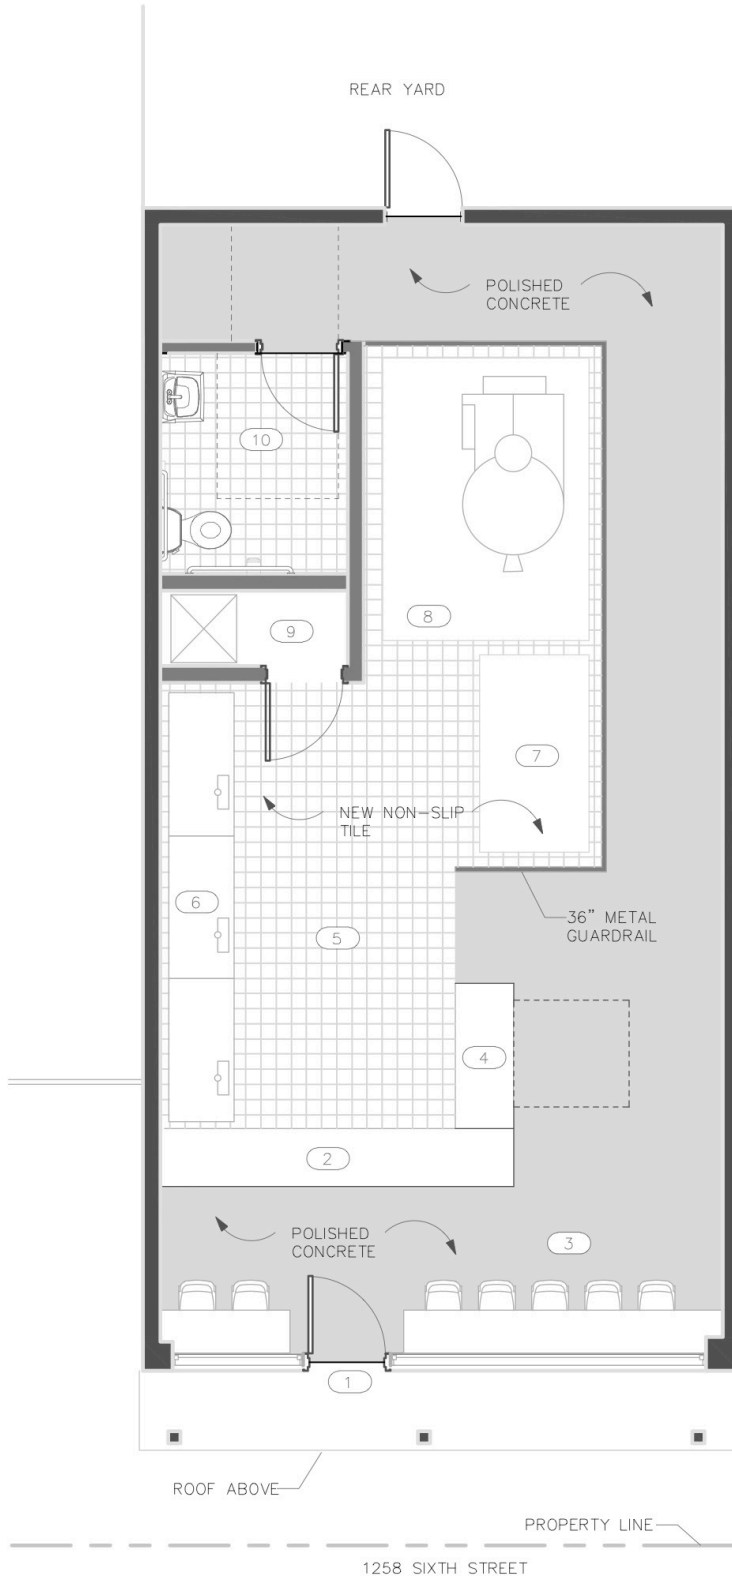 REAR YARD
POLISHED
CONCRETE
10
9
8
7
NEW NON-SLIP
TILE
6
5
36" METAL
GUARDRAIL
4
2
3
POLISHED
CONCRETE
1
ROOF ABOVE
PROPERTY LINE
1258 SIXTH STREET